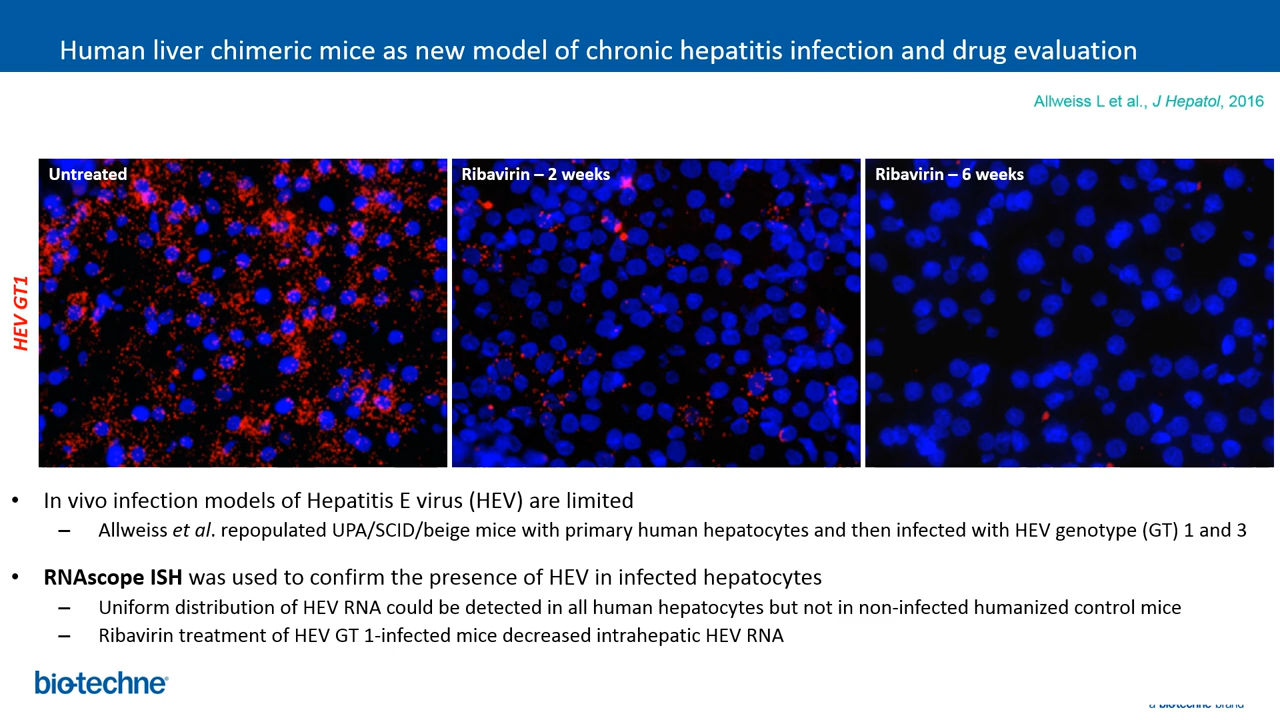 Human liver chimeric mice as new model of chronic hepatitis infection and drug evaluation
Allweiss L et al., J Hepatol, 2016
Untreated
Ribavirin – 2 weeks
Ribavirin – 6 weeks
HEV GT1
• In vivo infection models of Hepatitis E virus (HEV) are limited
– Allweiss et al. repopulated UPA/SCID/beige mice with primary human hepatocytes and then infected with HEV genotype (GT) 1 and 3
• RNAscope ISH was used to confirm the presence of HEV in infected hepatocytes
– Uniform distribution of HEV RNA could be detected in all human hepatocytes but not in non-infected humanized control mice
– Ribavirin treatment of HEV GT 1-infected mice decreased intrahepatic HEV RNA
bio-techne®
a biotechne brand